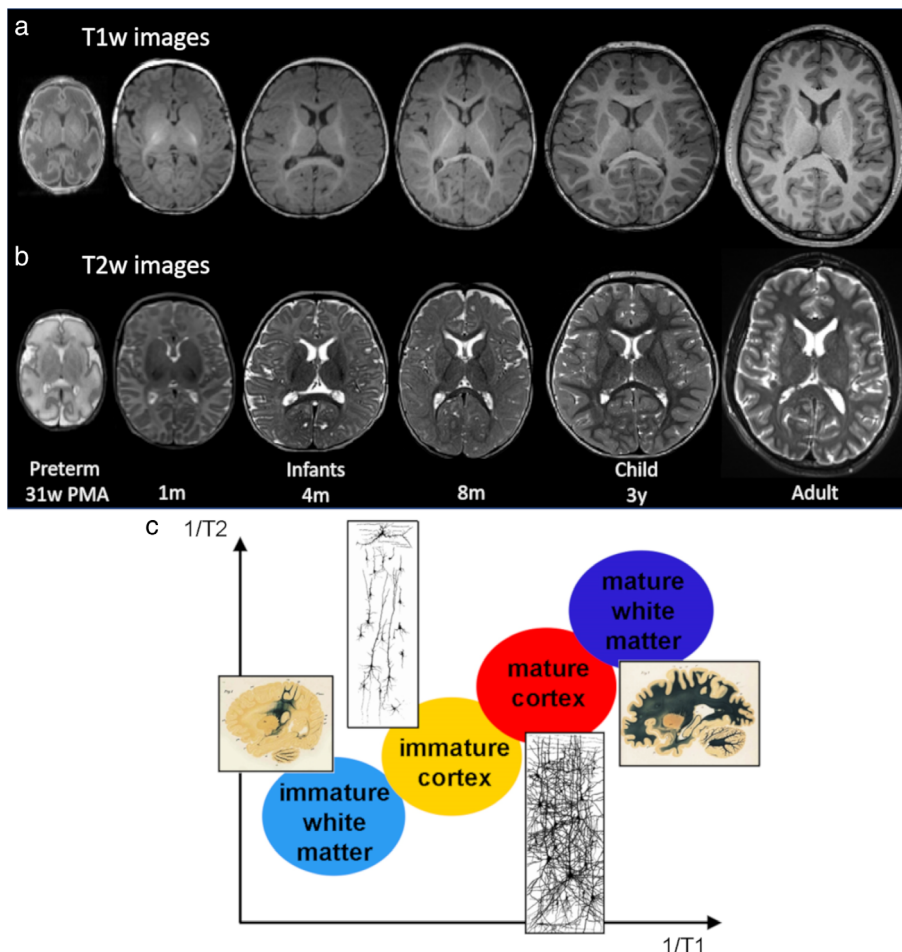 a
T1w images
b
T2w images
Preterm
31w PMA
1m
Infants
4m
8m
Child
3y
Adult
c
1/T2
mature
white
matter
mature
cortex
immature
cortex
immature
white
matter
1/T1